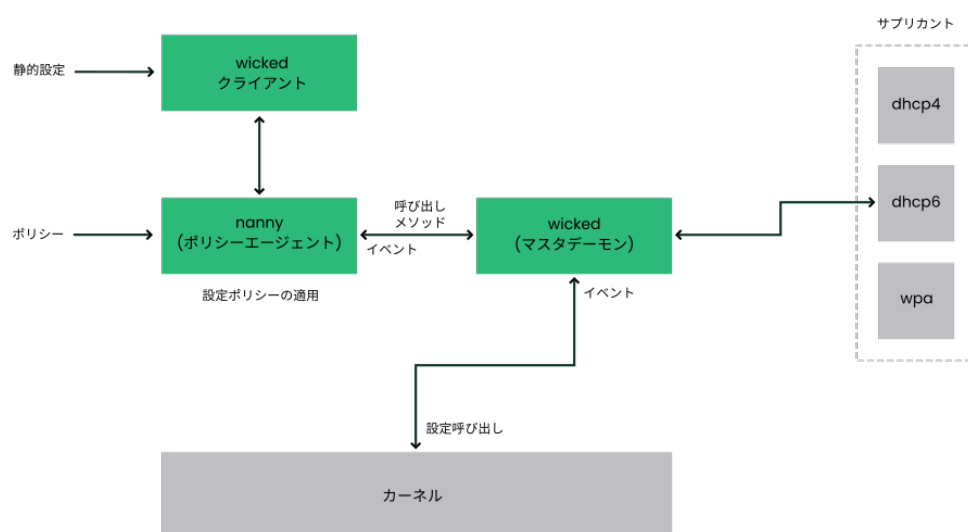 サプリカント
静的設定
wicked
クライアント
dhcp4
ポリシー
nanny
(ポリシーエージェント)
呼び出し
メソッド
イベント
wicked
(マスタデーモン)
dhcp6
設定ポリシーの適用
イベント
wpa
設定呼び出し
カーネル